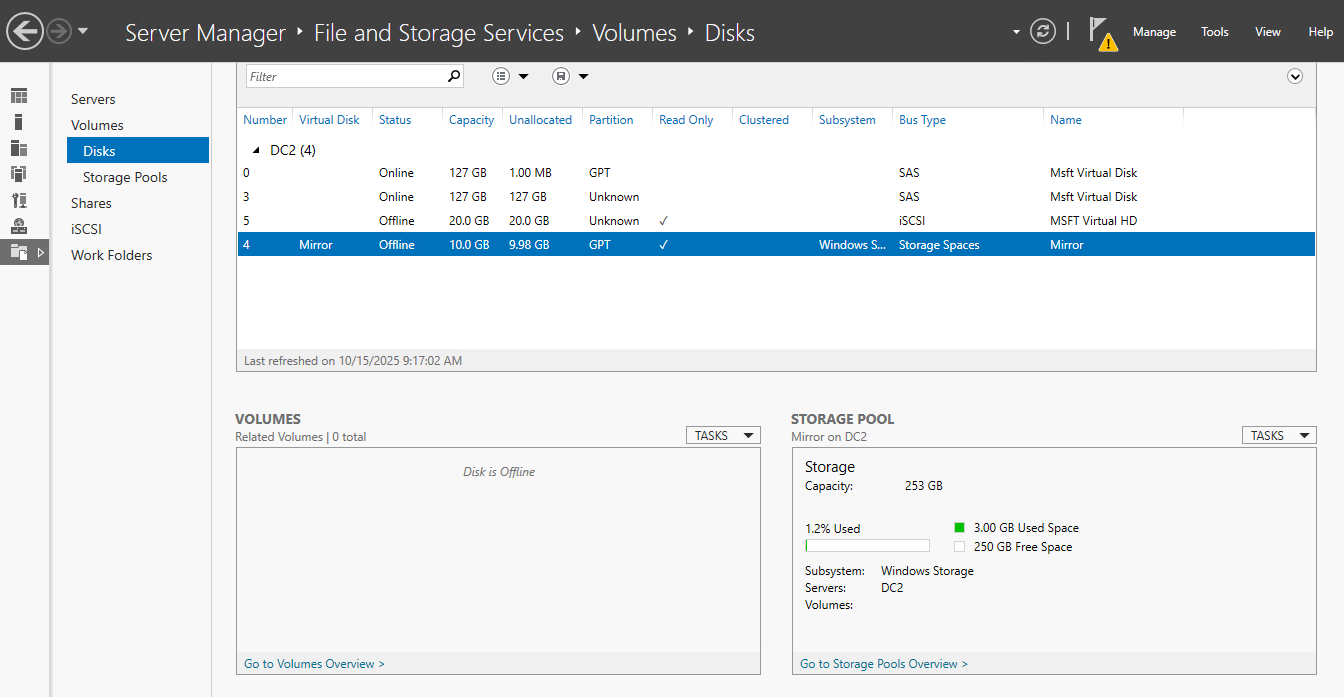 Server Manager ‣ File and Storage Services ‣ Volumes ‣ Disks
Manage Tools View Help
Servers
Volumes
Disks
Storage Pools
Shares
iSCSI
Work Folders
Filter
Number Virtual Disk Status Capacity Unallocated Partition Read Only Clustered Subsystem Bus Type Name
DC2 (4)
0 Online 127 GB 1.00 MB GPT SAS Msft Virtual Disk
3 Online 127 GB 127 GB Unknown SAS Msft Virtual Disk
5 Offline 20.0 GB 20.0 GB Unknown ✓ iSCSI MSFT Virtual HD
4 Mirror Offline 10.0 GB 9.98 GB GPT ✓ Windows S... Storage Spaces Mirror
Last refreshed on 10/15/2025 9:17:02 AM
VOLUMES
Related Volumes | 0 total
TASKS
Disk is Offline
Go to Volumes Overview >
STORAGE POOL
Mirror on DC2
TASKS
Storage
Capacity: 253 GB
1.2% Used
3.00 GB Used Space
250 GB Free Space
Subsystem: Windows Storage
Servers: DC2
Volumes:
Go to Storage Pools Overview >